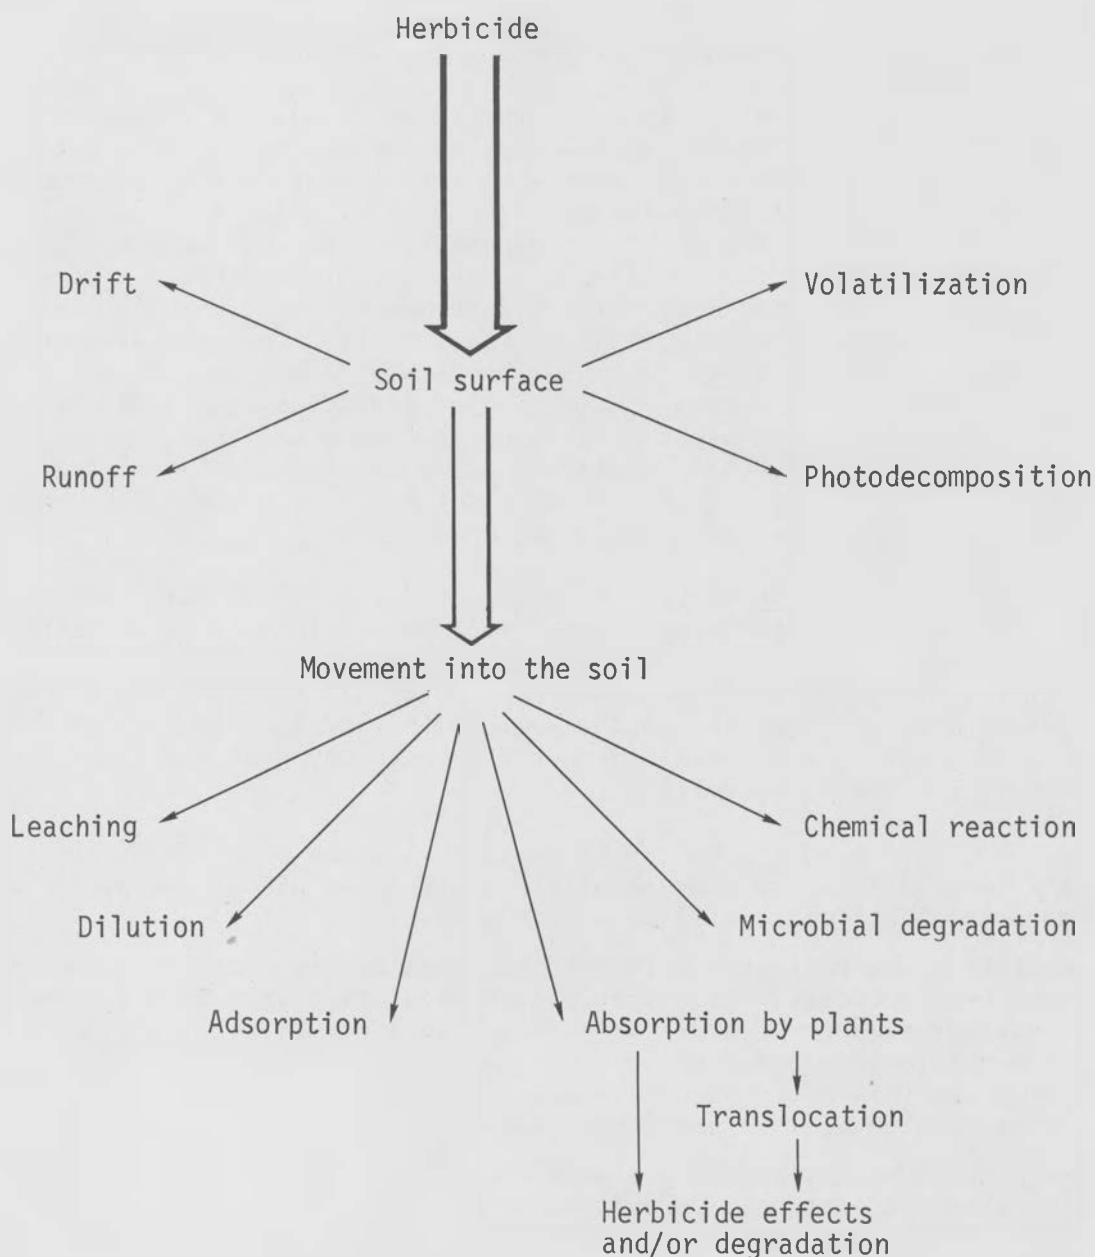 Herbicide
Drift
Volatilization
Soil surface
Runoff
Photodecomposition
Movement into the soil
Leaching
Chemical reaction
Dilution
Microbial degradation
Adsorption
Absorption by plants
Translocation
Herbicide effects
and/or degradation